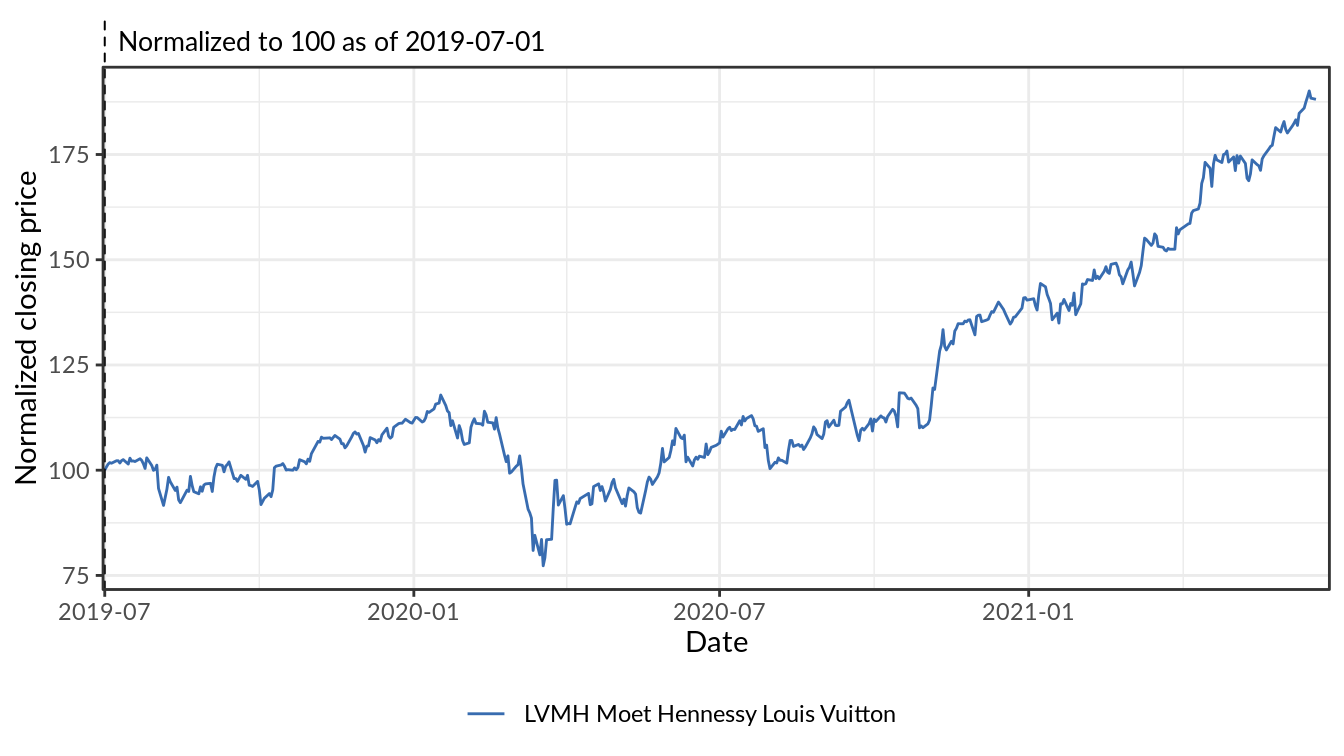 Normalized to 100 as of 2019-07-01
Normalized closing price
175
150
125
100
75
2019-07 2020-01 2020-07 2021-01
Date
LVMH Moet Hennessy Louis Vuitton